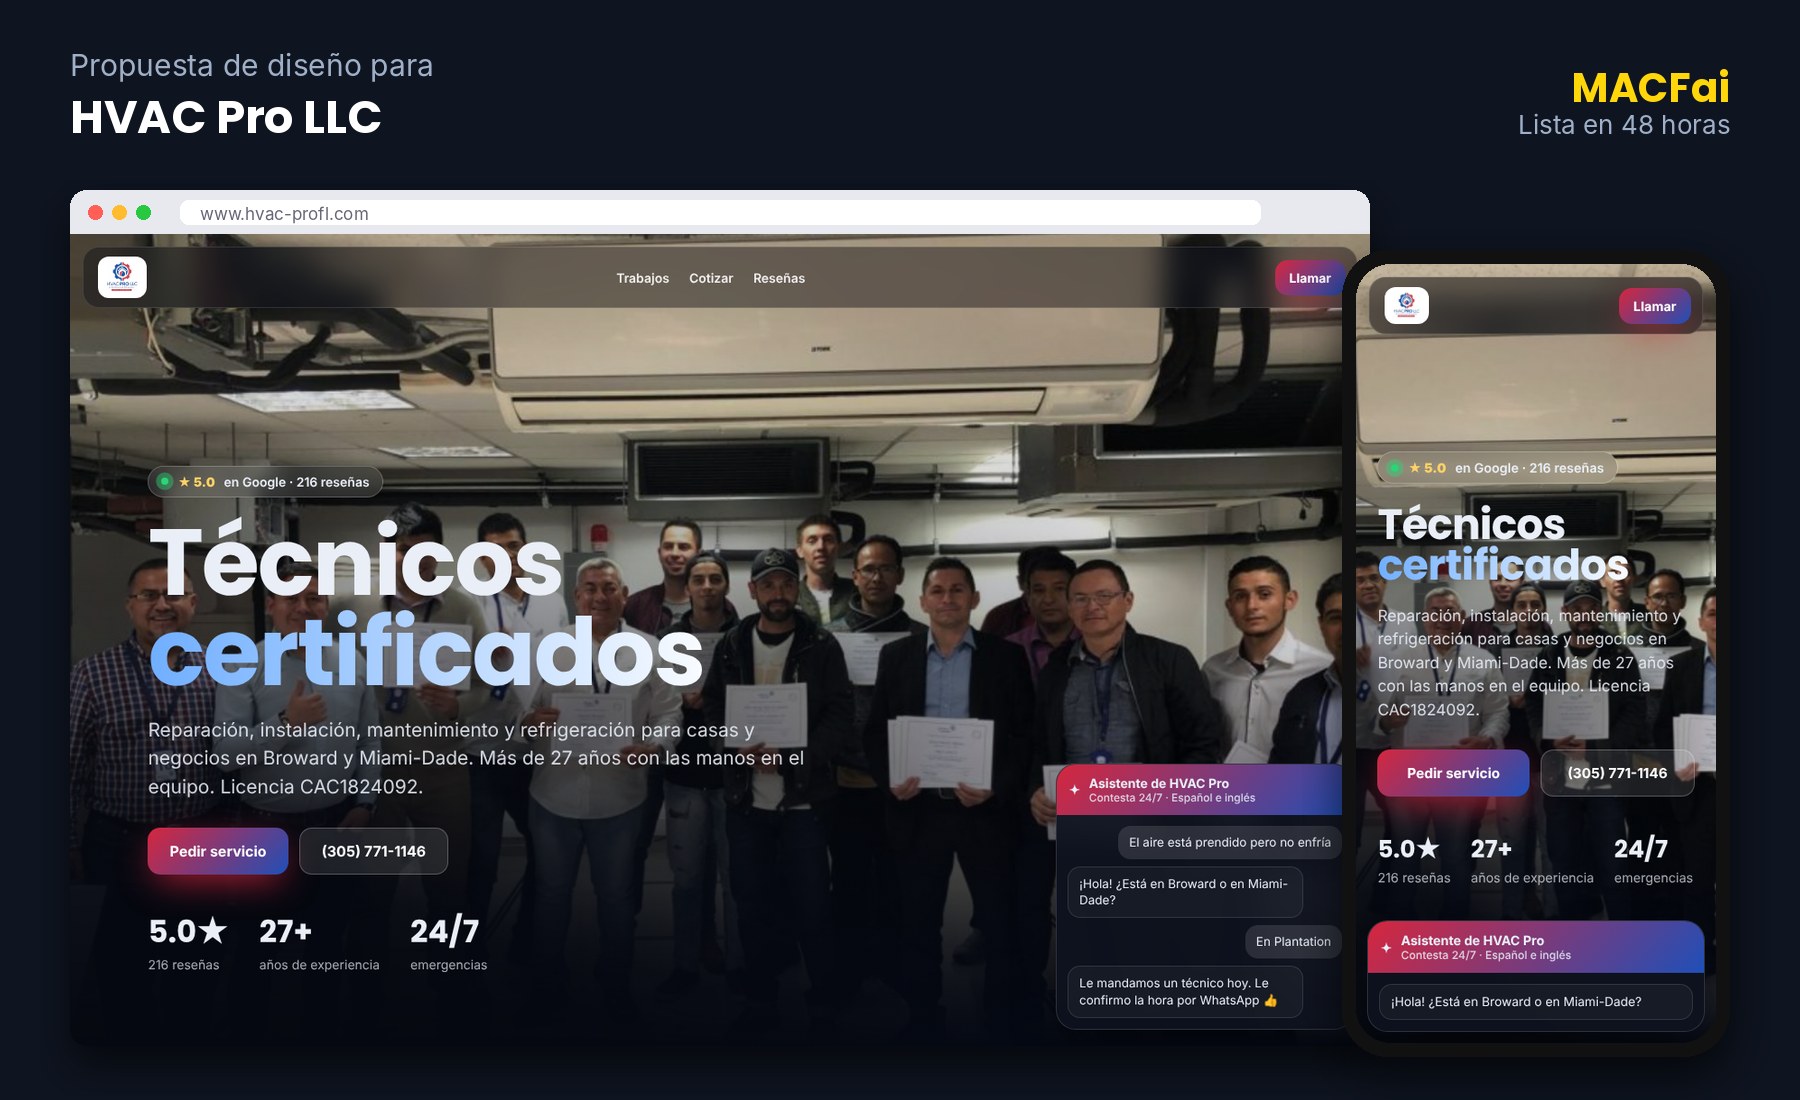 Propuesta de diseño para
HVAC Pro LLC
MACFai
Lista en 48 horas
www.hvac-profl.com
Trabajos Cotizar Reseñas
Llamar
★ 5.0 en Google · 216 reseñas
Técnicos
certificados
Reparación, instalación, mantenimiento y refrigeración para casas y
negocios en Broward y Miami-Dade. Más de 27 años con las manos en el
equipo. Licencia CAC1824092.
Pedir servicio (305) 771-1146
5.0★ 27+ 24/7
216 reseñas años de experiencia emergencias
✦ Asistente de HVAC Pro
Contesta 24/7 · Español e inglés
El aire está prendido pero no enfría
¡Hola! ¿Está en Broward o en Miami-
Dade?
En Plantation
Le mandamos un técnico hoy. Le
confirmo la hora por WhatsApp 👍
Llamar
★ 5.0 en Google · 216 reseñas
Técnicos
certificados
Reparación, instalación, mantenimiento y
refrigeración para casas y negocios en
Broward y Miami-Dade. Más de 27 años
con las manos en el equipo. Licencia
CAC1824092.
Pedir servicio (305) 771-1146
5.0★ 27+ 24/7
216 reseñas años de experiencia emergencias
✦ Asistente de HVAC Pro
Contesta 24/7 · Español e inglés
¡Hola! ¿Está en Broward o en Miami-Dade?